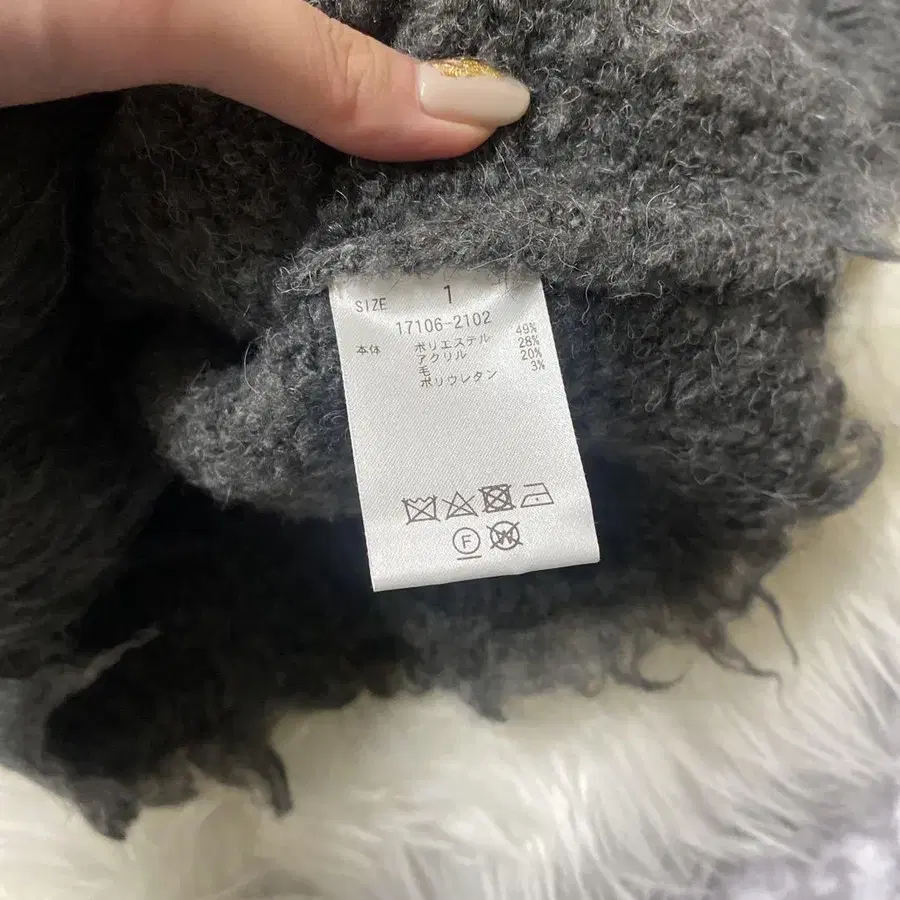 SIZE 1
17106-2102
本体 ポリエステル 49%
アクリル 28%
毛 20%
ポリウレタン 3%
F W